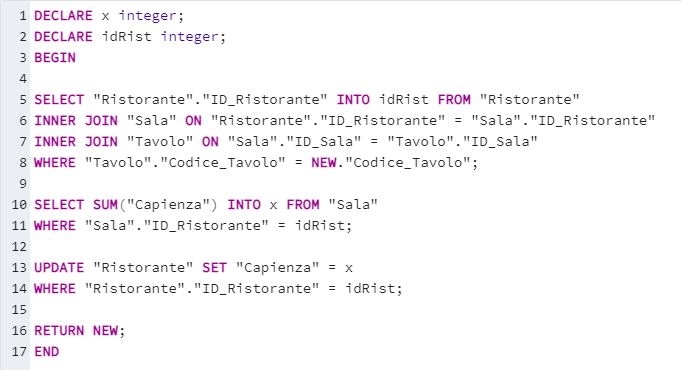 1 DECLARE x integer;
2 DECLARE idRist integer;
3 BEGIN
4
5 SELECT "Ristorante"."ID_Ristorante" INTO idRist FROM "Ristorante"
6 INNER JOIN "Sala" ON "Ristorante"."ID_Ristorante" = "Sala"."ID_Ristorante"
7 INNER JOIN "Tavolo" ON "Sala"."ID_Sala" = "Tavolo"."ID_Sala"
8 WHERE "Tavolo"."Codice_Tavolo" = NEW."Codice_Tavolo";
9
10 SELECT SUM("Capienza") INTO x FROM "Sala"
11 WHERE "Sala"."ID_Ristorante" = idRist;
12
13 UPDATE "Ristorante" SET "Capienza" = x
14 WHERE "Ristorante"."ID_Ristorante" = idRist;
15
16 RETURN NEW;
17 END